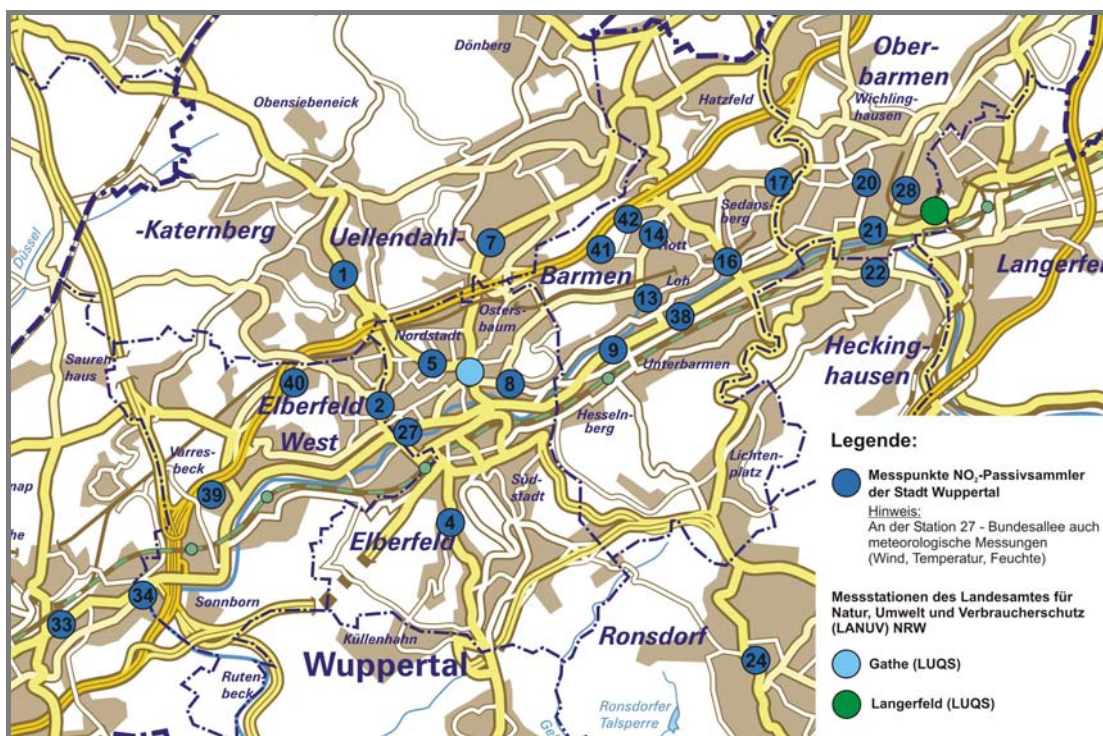 Dönberg
Ober-
barmen
Wichling-
hausen
Hatzfeld
Obensiebeneick
17
20
28
Sedans-
berg
42
14
Rott
-Katernberg
Uellendahl-
7
41
21
Düssel
16
1
Barmen
22
Langerfel
Loh
13
Osters-
baum
38
Nordstadt
9
Hecking-
hausen
Sauren
haus
5
Unterbarmen
40
8
Elberfeld
2
West
27
Hesseln-
berg
Varres-
beck
Lichten-
platz
Süd-
stadt
nap
39
4
Elberfeld
he
34
Sonnborn
33
Küllenhahn
Ronsdorf
Wuppertal
24
Ruten-
beck
Ronsdorfer
Talsperre
Legende:
Messpunkte NO₂-Passivsammler
der Stadt Wuppertal
Hinweis:
An der Station 27 - Bundesallee auch
meteorologische Messungen
(Wind, Temperatur, Feuchte)
Messstationen des Landesamtes für
Natur, Umwelt und Verbraucherschutz
(LANUV) NRW
Gathe (LUQS)
Langerfeld (LUQS)